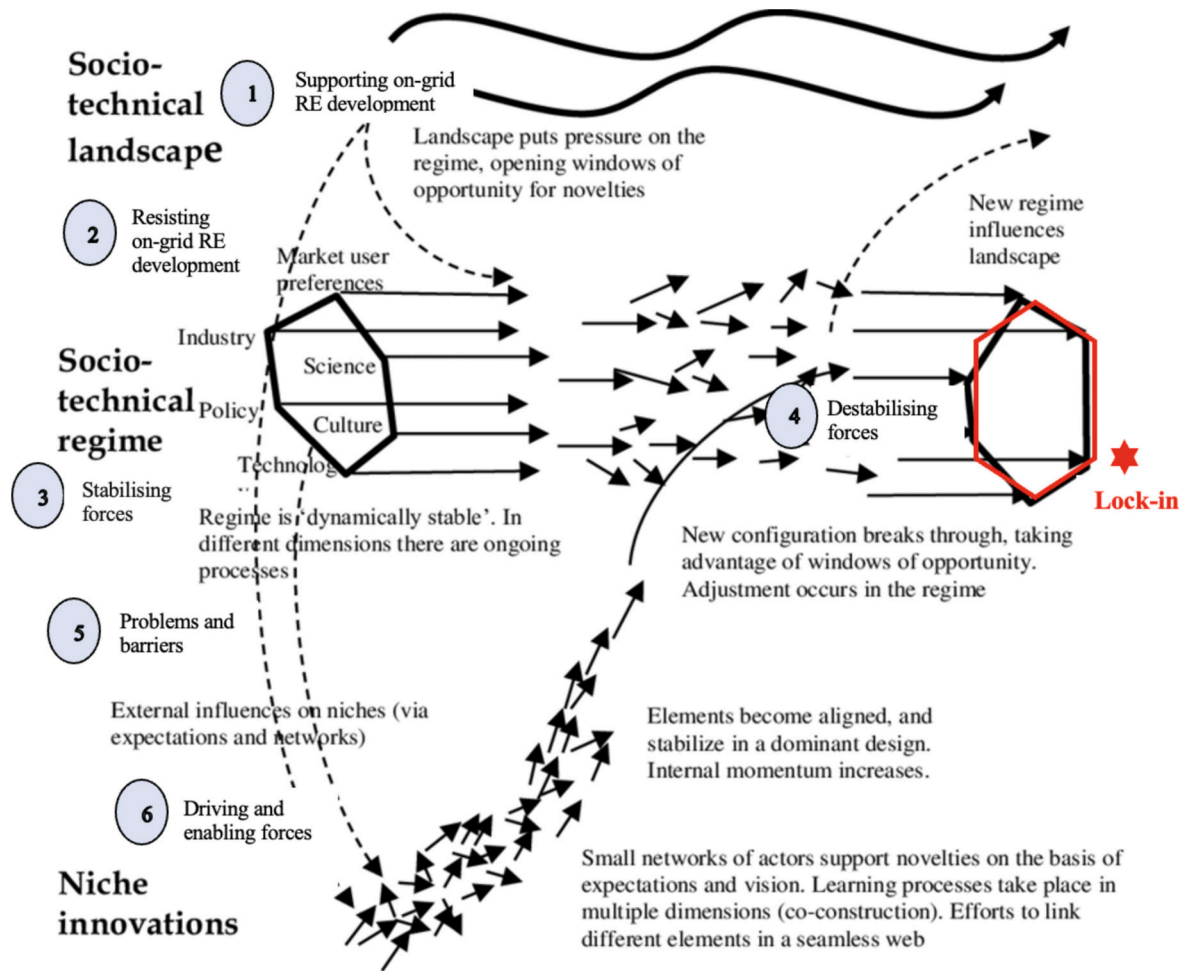 Socio-
technical
landscape
1
Supporting on-grid
RE development
Landscape puts pressure on the
regime, opening windows of
opportunity for novelties
2
Resisting
on-grid RE
development
New regime
influences
landscape
Market user
preferences
Industry
Science
Socio-
technical
regime
Policy
Culture
Technolog
4
Destabilising
forces
3
Stabilising
forces
Lock-in
Regime is ‘dynamically stable’. In
different dimensions there are ongoing
processes
New configuration breaks through, taking
advantage of windows of opportunity.
Adjustment occurs in the regime
5
Problems and
barriers
External influences on niches (via
expectations and networks)
Elements become aligned, and
stabilize in a dominant design.
Internal momentum increases.
6
Driving and
enabling forces
Niche
innovations
Small networks of actors support novelties on the basis of
expectations and vision. Learning processes take place in
multiple dimensions (co-construction). Efforts to link
different elements in a seamless web